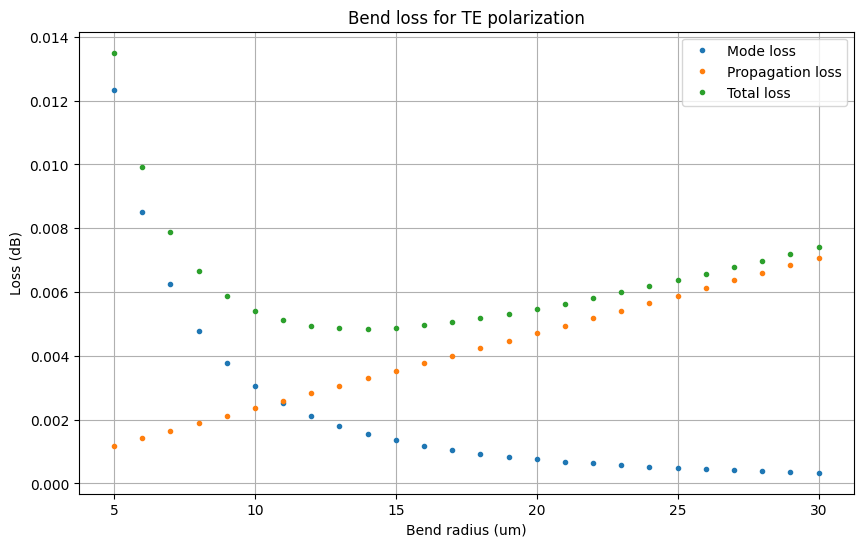 Bend loss for TE polarization
0.014
0.012
0.010
0.008
0.006
0.004
0.002
0.000
Loss (dB)
Mode loss
Propagation loss
Total loss
5
10
15
20
25
30
Bend radius (um)